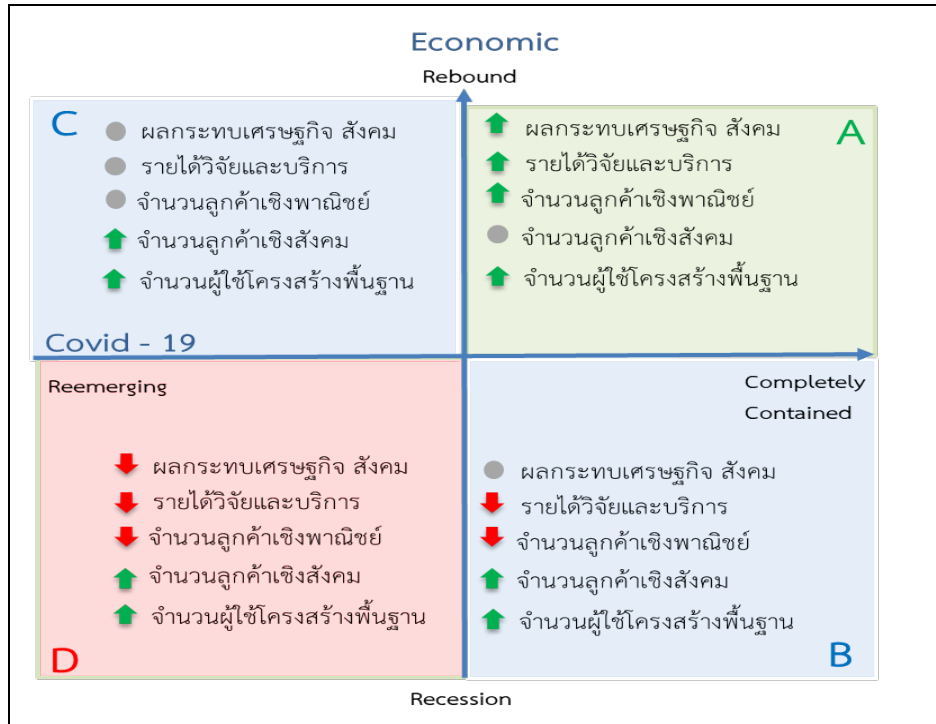 Economic
Rebound
C
ผลกระทบเศรษฐกิจ สังคม
รายได้วิจัยและบริการ
จำนวนลูกค้าเชิงพาณิชย์
จำนวนลูกค้าเชิงสังคม
จำนวนผู้ใช้โครงสร้างพื้นฐาน
A
ผลกระทบเศรษฐกิจ สังคม
รายได้วิจัยและบริการ
จำนวนลูกค้าเชิงพาณิชย์
จำนวนลูกค้าเชิงสังคม
จำนวนผู้ใช้โครงสร้างพื้นฐาน
Covid - 19
Reemerging
Completely
Contained
ผลกระทบเศรษฐกิจ สังคม
รายได้วิจัยและบริการ
จำนวนลูกค้าเชิงพาณิชย์
จำนวนลูกค้าเชิงสังคม
จำนวนผู้ใช้โครงสร้างพื้นฐาน
D
ผลกระทบเศรษฐกิจ สังคม
รายได้วิจัยและบริการ
จำนวนลูกค้าเชิงพาณิชย์
จำนวนลูกค้าเชิงสังคม
จำนวนผู้ใช้โครงสร้างพื้นฐาน
B
Recession